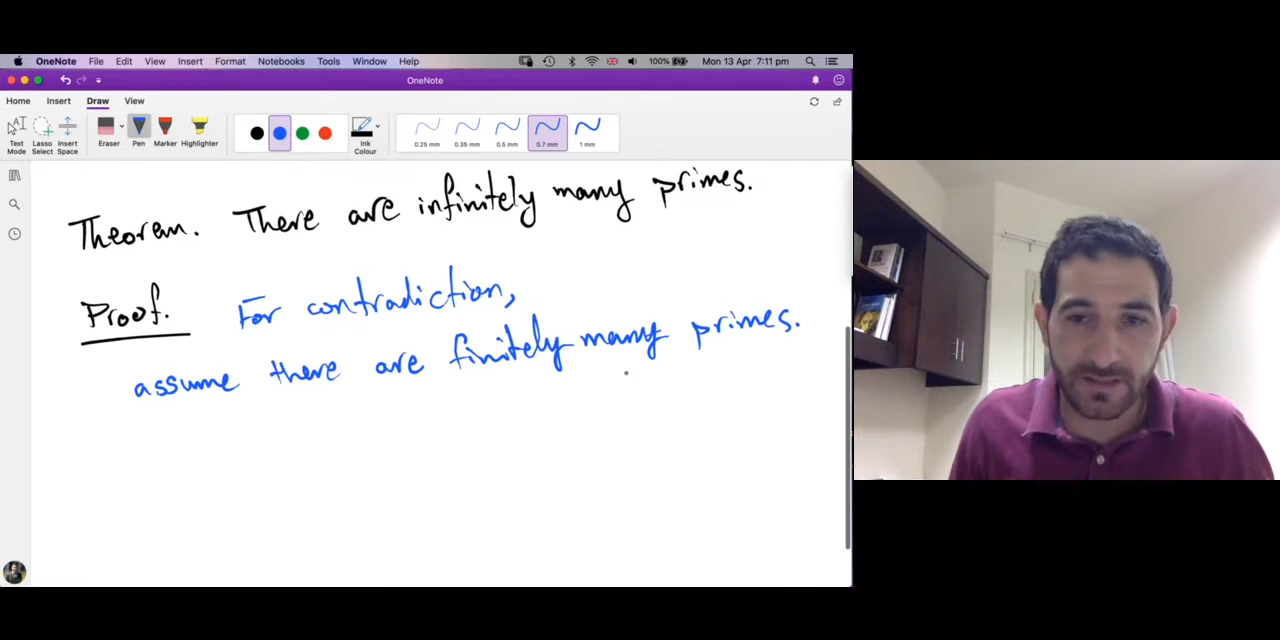 OneNote File Edit View Insert Format Notebooks Tools Window Help 100% Mon 13 Apr 7:11 pm
OneNote
Home Insert Draw View
Text Mode Lasso Select Insert Space Eraser Pen Marker Highlighter Ink Colour 0.25 mm 0.35 mm 0.5 mm 0.7 mm 1 mm
Theorem. There are infinitely many primes.
Proof. For contradiction,
assume there are finitely many primes.